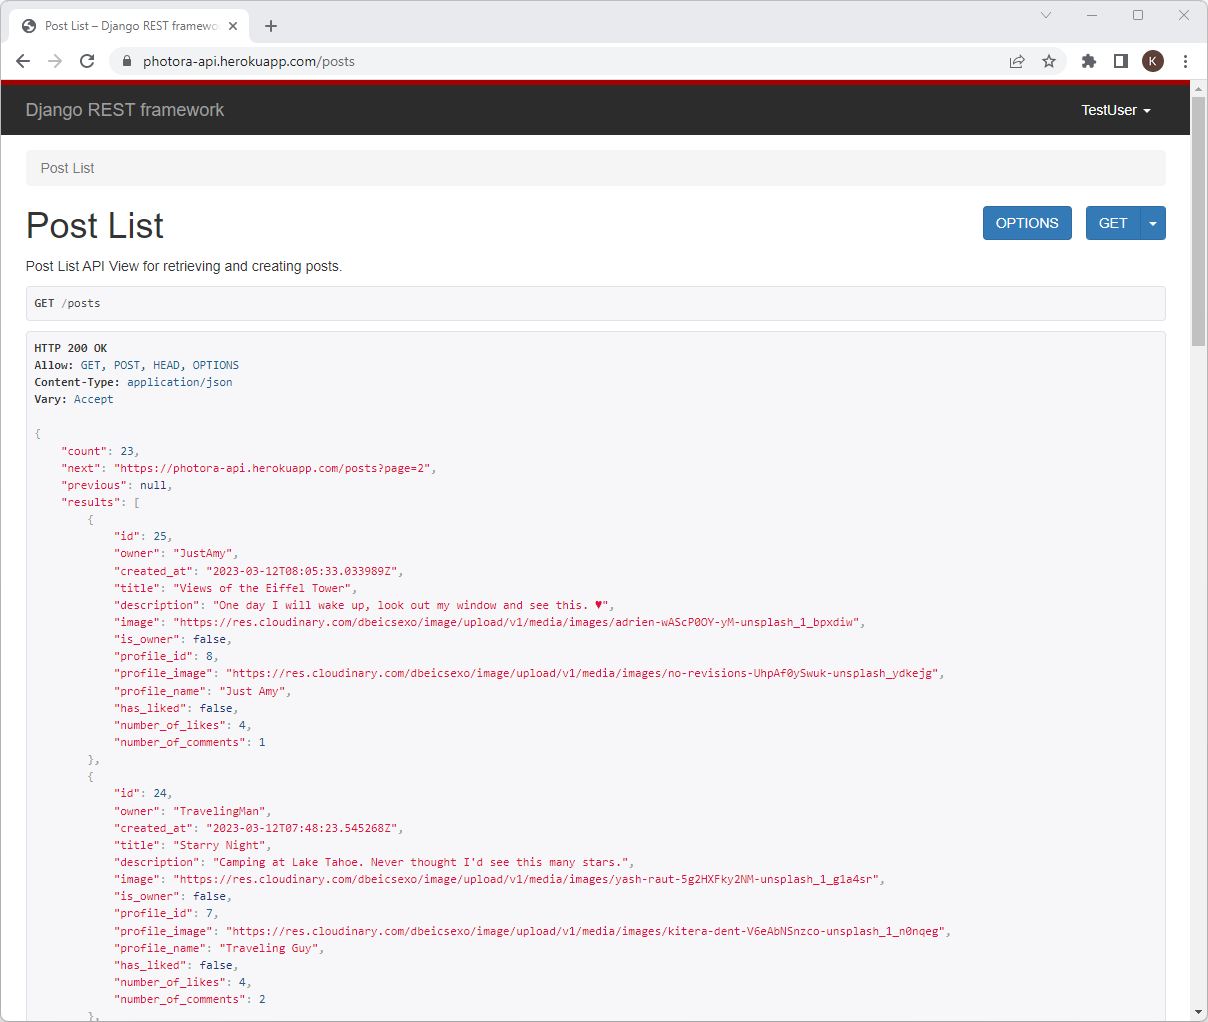 Post List – Django REST framewo
photora-api.herokuapp.com/posts
K
Django REST framework
TestUser
Post List
Post List
OPTIONS
GET
Post List API View for retrieving and creating posts.
GET /posts
HTTP 200 OK
Allow: GET, POST, HEAD, OPTIONS
Content-Type: application/json
Vary: Accept
{
"count": 23,
"next": "https://photora-api.herokuapp.com/posts?page=2",
"previous": null,
"results": [
{
"id": 25,
"owner": "JustAmy",
"created_at": "2023-03-12T08:05:33.033989Z",
"title": "Views of the Eiffel Tower",
"description": "One day I will wake up, look out my window and see this. ♥",
"image": "https://res.cloudinary.com/dbeicsexo/image/upload/v1/media/images/adrien-wAScP0OY-yM-unsplash_1_bpxdiw",
"is_owner": false,
"profile_id": 8,
"profile_image": "https://res.cloudinary.com/dbeicsexo/image/upload/v1/media/images/no-revisions-UhpAf0ySwuk-unsplash_ydkejg",
"profile_name": "Just Amy",
"has_liked": false,
"number_of_likes": 4,
"number_of_comments": 1
},
{
"id": 24,
"owner": "TravelingMan",
"created_at": "2023-03-12T07:48:23.545268Z",
"title": "Starry Night",
"description": "Camping at Lake Tahoe. Never thought I'd see this many stars.",
"image": "https://res.cloudinary.com/dbeicsexo/image/upload/v1/media/images/yash-raut-5g2HXFky2NM-unsplash_1_g1a4sr",
"is_owner": false,
"profile_id": 7,
"profile_image": "https://res.cloudinary.com/dbeicsexo/image/upload/v1/media/images/kitera-dent-V6eAbNSnzco-unsplash_1_n0nqeg",
"profile_name": "Traveling Guy",
"has_liked": false,
"number_of_likes": 4,
"number_of_comments": 2
},